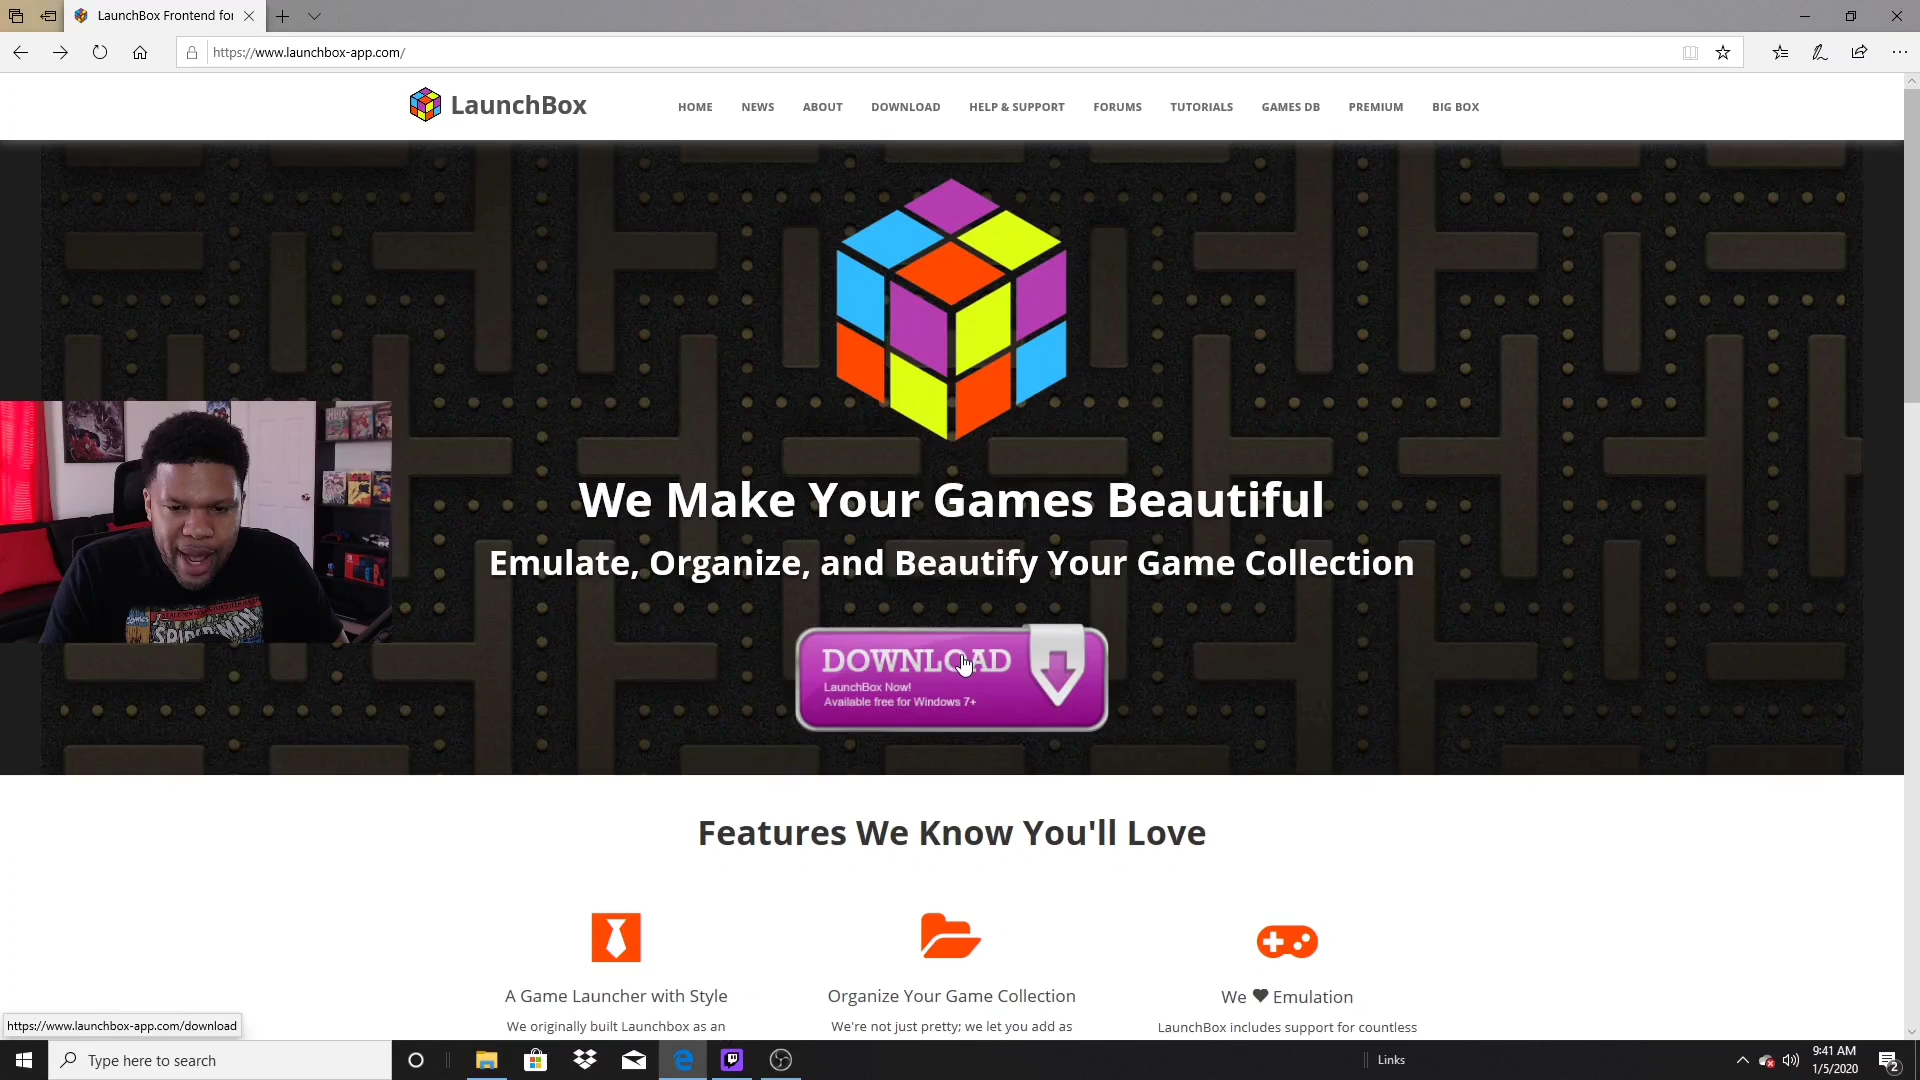 LaunchBox Frontend for
https://www.launchbox-app.com/
LaunchBox
HOME
NEWS
ABOUT
DOWNLOAD
HELP & SUPPORT
FORUMS
TUTORIALS
GAMES DB
PREMIUM
BIG BOX
We Make Your Games Beautiful
Emulate, Organize, and Beautify Your Game Collection
DOWNLOAD
LaunchBox Now!
Available free for Windows 7+
SPIDER-MAN
Features We Know You'll Love
A Game Launcher with Style
We originally built Launchbox as an
Organize Your Game Collection
We're not just pretty; we let you add as
We ♥ Emulation
LaunchBox includes support for countless
https://www.launchbox-app.com/download
Type here to search
Links
9:41 AM
1/5/2020
2